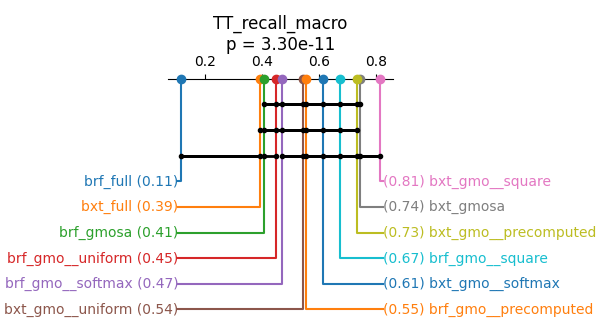 TT_recall_macro
p = 3.30e-11
0.2 0.4 0.6 0.8
brf_full (0.11) (0.81) bxt_gmo__square
bxt_full (0.39) (0.74) bxt_gmosa
brf_gmosa (0.41) (0.73) bxt_gmo__precomputed
brf_gmo__uniform (0.45) (0.67) brf_gmo__square
brf_gmo__softmax (0.47) (0.61) bxt_gmo__softmax
bxt_gmo__uniform (0.54) (0.55) brf_gmo__precomputed